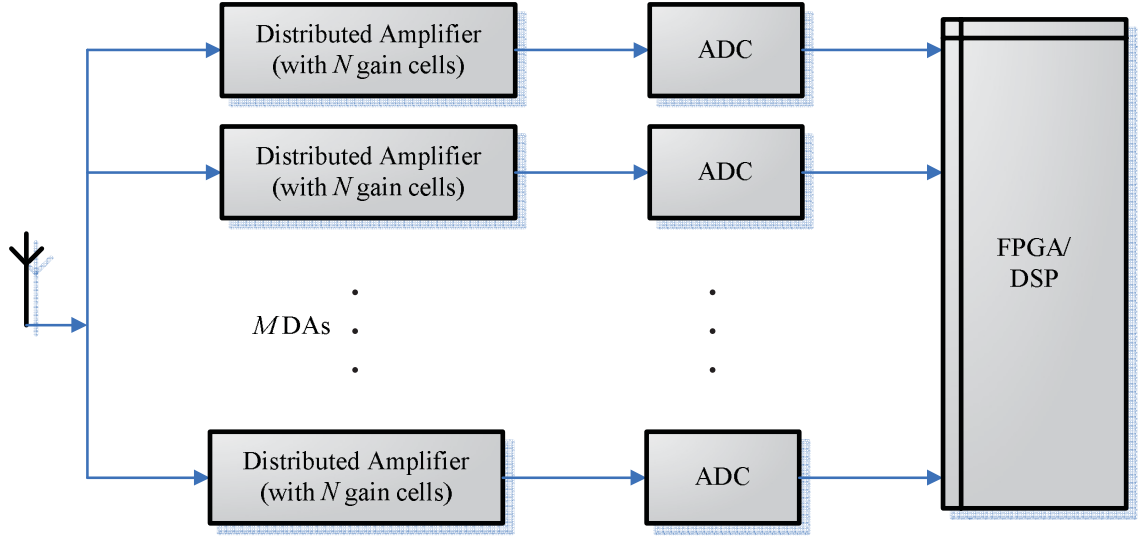 Distributed Amplifier
(with N gain cells)
ADC
Distributed Amplifier
(with N gain cells)
ADC
FPGA/
DSP
M DAs
Distributed Amplifier
(with N gain cells)
ADC